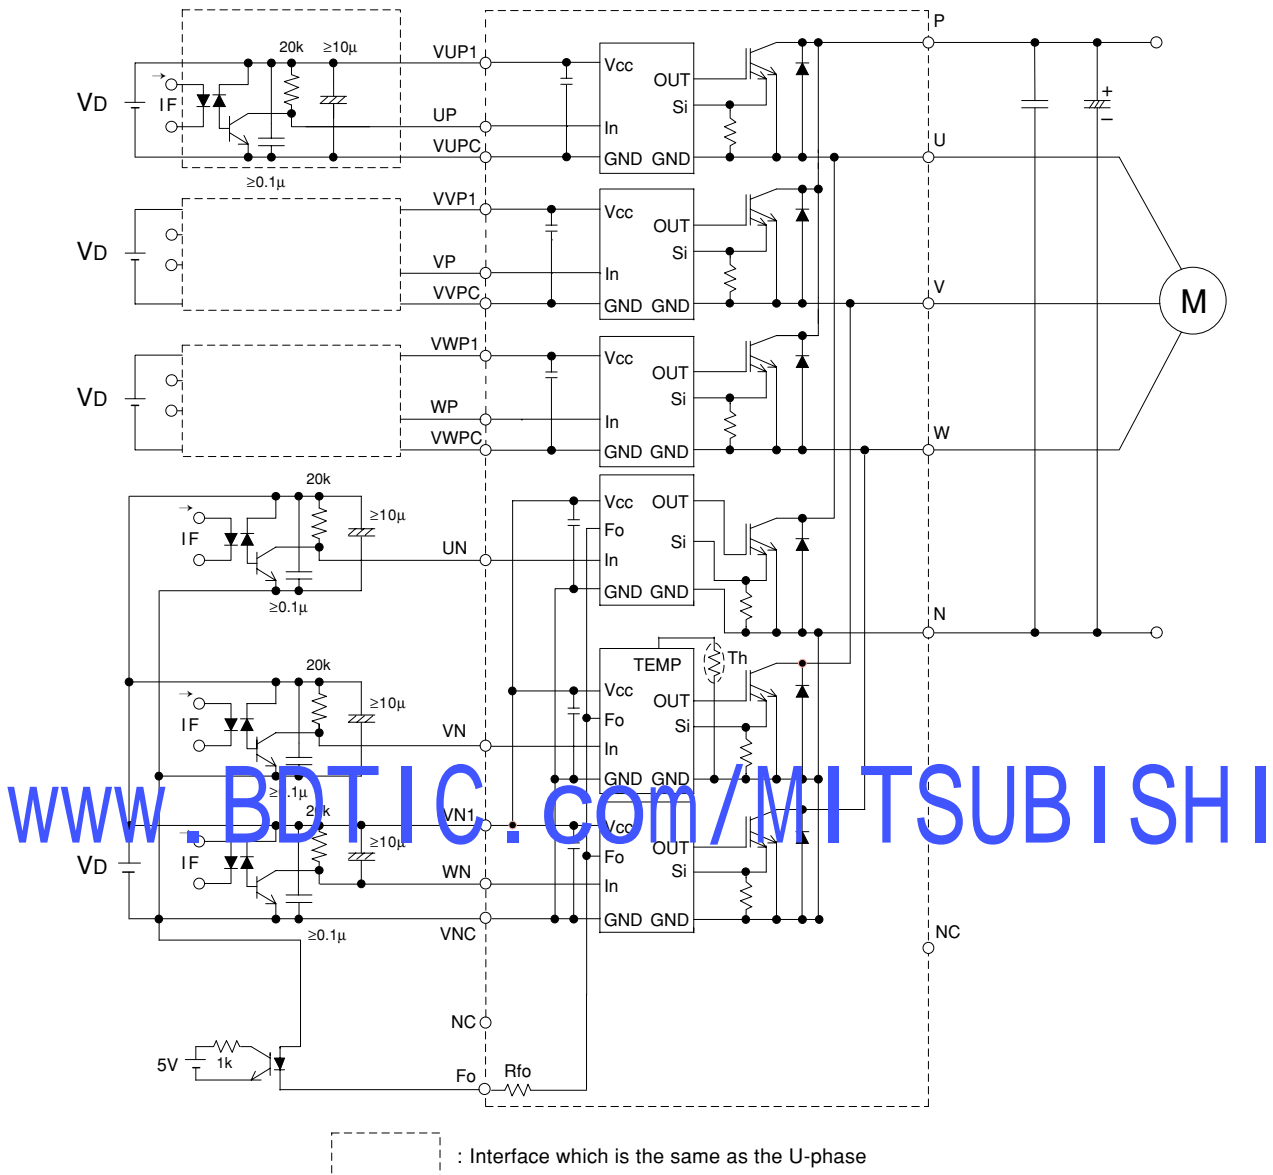 P
20k ≥10μ VUP1
Vcc
OUT
VD IF
Si
+
–
UP In
U
VUPC GND GND
≥0.1μ
VVP1 Vcc
OUT
VD Si
VP In
V
VVPC GND GND
M
VWP1 Vcc
OUT
VD Si
WP In
W
VWPC GND GND
20k
≥10μ
Vcc OUT
IF
Fo
Si
UN In
GND GND
≥0.1μ
N
20k
TEMP Th
≥10μ
Vcc
OUT
IF
Fo
Si
VN In
GND GND
≥0.1μ
www.BDTIC.com/MITSUBISHI
20k
VN1 Vcc
≥10μ
OUT
VD IF
Fo
Si
WN In
GND GND
VNC
≥0.1μ
NC
NC
5V 1k
Fo Rfo
: Interface which is the same as the U-phase